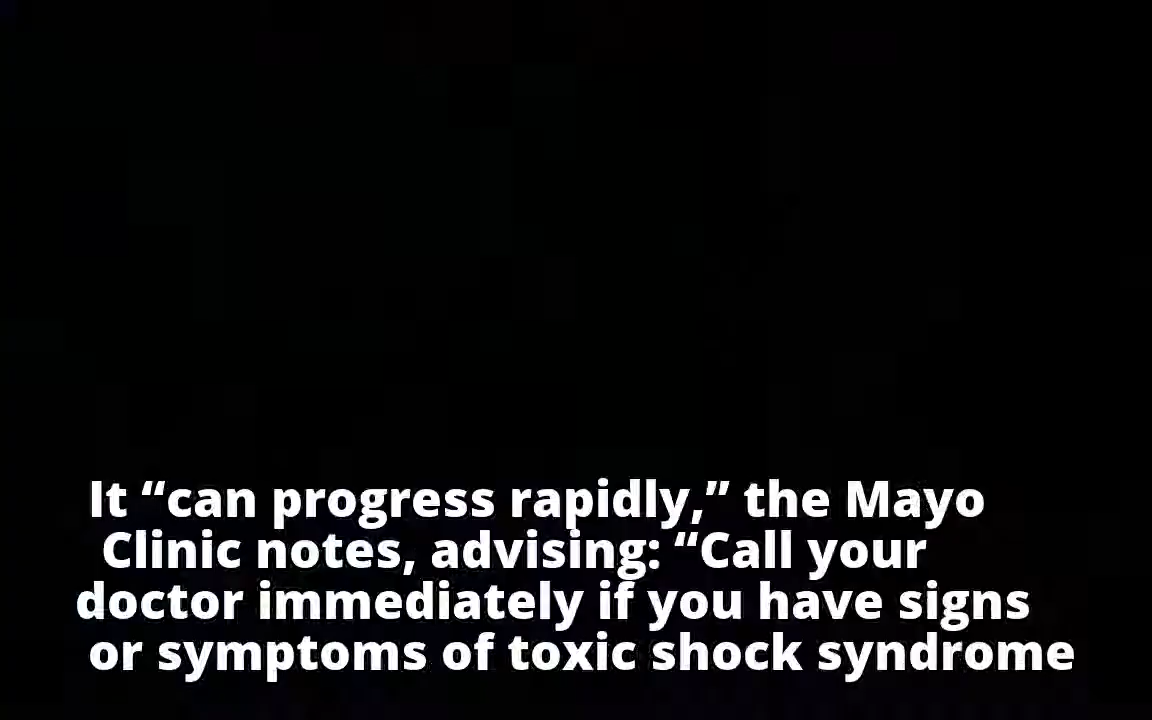 It “can progress rapidly,” the Mayo
Clinic notes, advising: “Call your
doctor immediately if you have signs
or symptoms of toxic shock syndrome